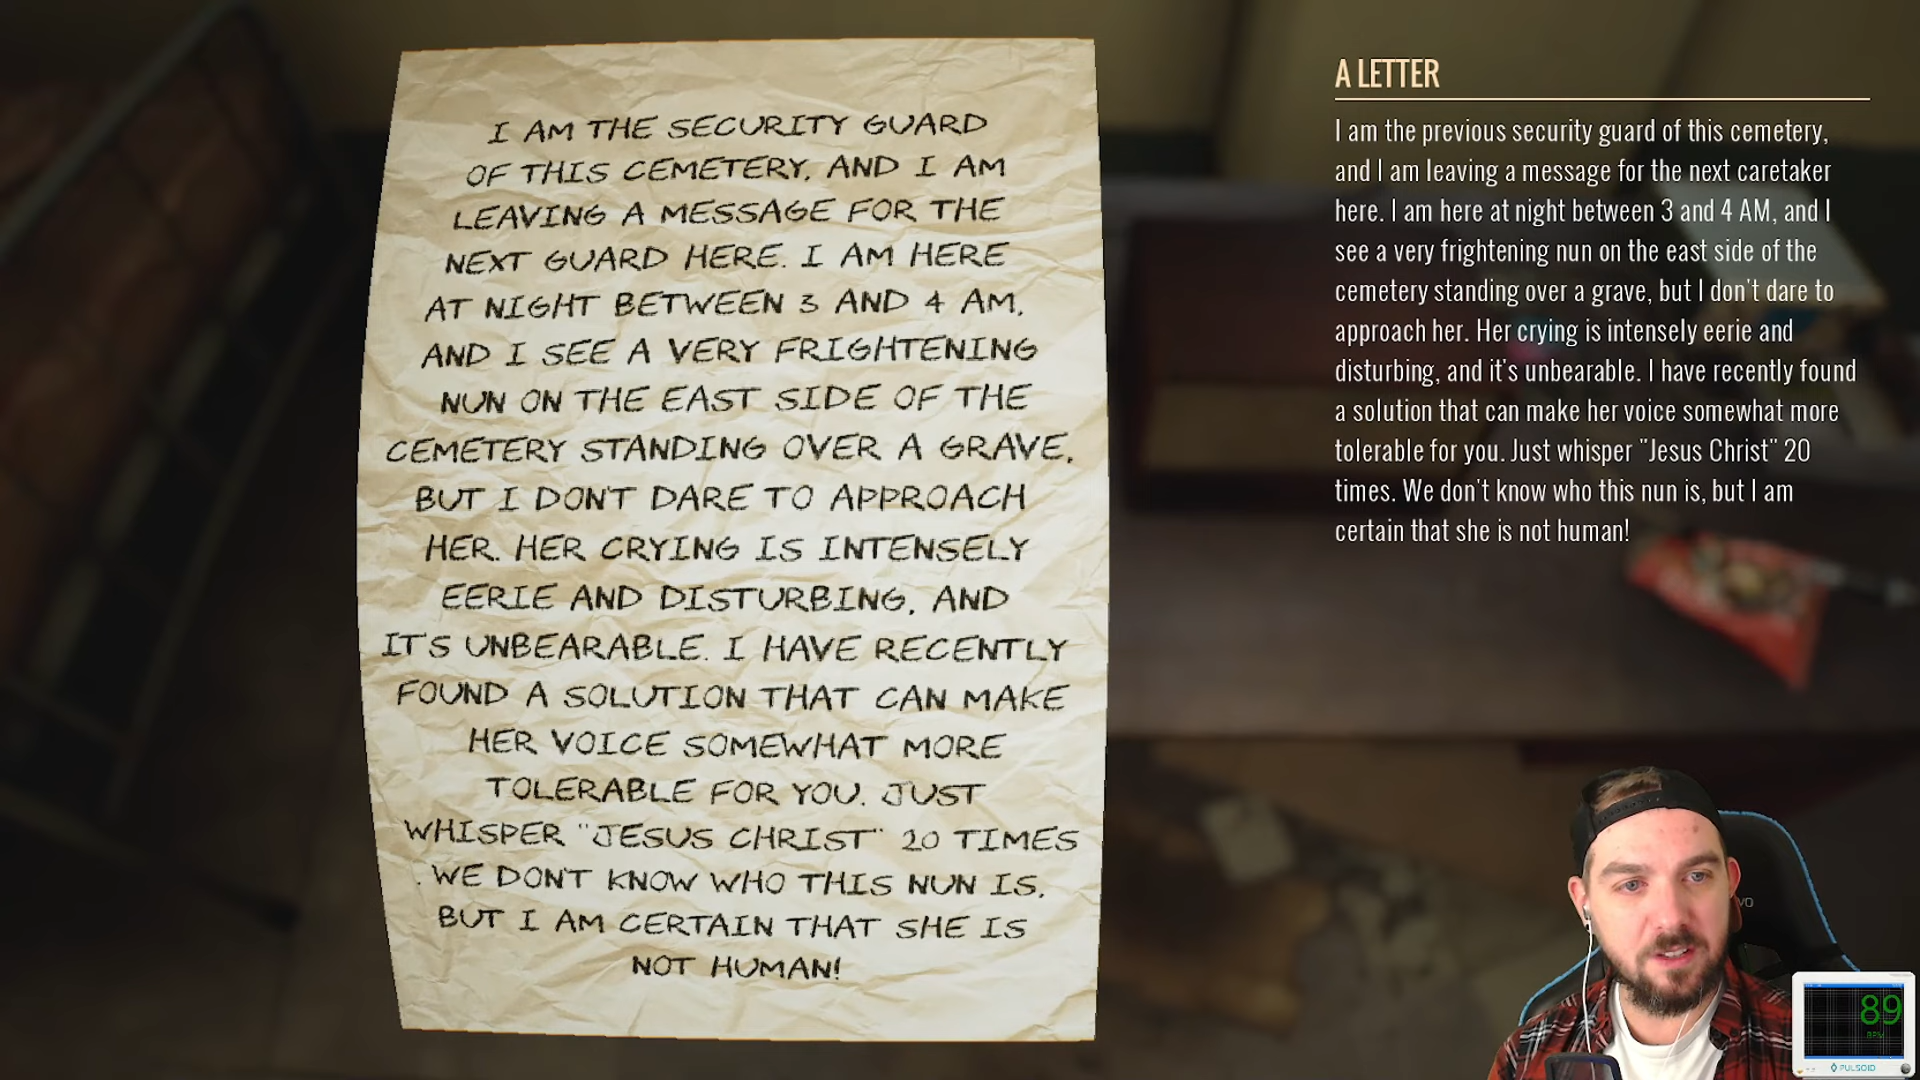 I AM THE SECURITY GUARD
OF THIS CEMETERY, AND I AM
LEAVING A MESSAGE FOR THE
NEXT GUARD HERE. I AM HERE
AT NIGHT BETWEEN 3 AND 4 AM,
AND I SEE A VERY FRIGHTENING
NUN ON THE EAST SIDE OF THE
CEMETERY STANDING OVER A GRAVE,
BUT I DON'T DARE TO APPROACH
HER. HER CRYING IS INTENSELY
EERIE AND DISTURBING, AND
IT'S UNBEARABLE. I HAVE RECENTLY
FOUND A SOLUTION THAT CAN MAKE
HER VOICE SOMEWHAT MORE
TOLERABLE FOR YOU. JUST
WHISPER "JESUS CHRIST" 20 TIMES
. WE DON'T KNOW WHO THIS NUN IS,
BUT I AM CERTAIN THAT SHE IS
NOT HUMAN!
A LETTER
I am the previous security guard of this cemetery,
and I am leaving a message for the next caretaker
here. I am here at night between 3 and 4 AM, and I
see a very frightening nun on the east side of the
cemetery standing over a grave, but I don't dare to
approach her. Her crying is intensely eerie and
disturbing, and it's unbearable. I have recently found
a solution that can make her voice somewhat more
tolerable for you. Just whisper "Jesus Christ" 20
times. We don't know who this nun is, but I am
certain that she is not human!
VO
89
BPM
PULSOID